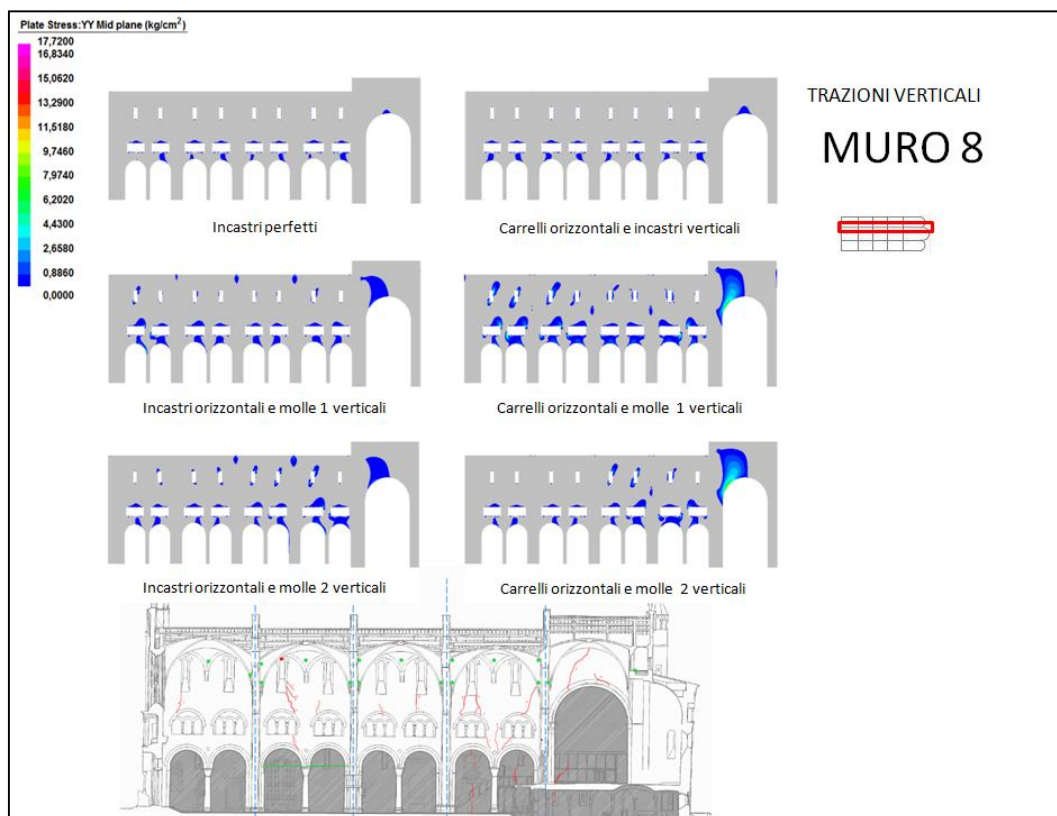 Plate Stress:YY Mid plane (kg/cm²)
17,7200
16,8340
15,0620
13,2900
11,5180
9,7460
7,9740
6,2020
4,4300
2,6580
0,8860
0,0000
TRAZIONI VERTICALI
MURO 8
Incastri perfetti
Carrelli orizzontali e incastri verticali
Incastri orizzontali e molle 1 verticali
Carrelli orizzontali e molle 1 verticali
Incastri orizzontali e molle 2 verticali
Carrelli orizzontali e molle 2 verticali